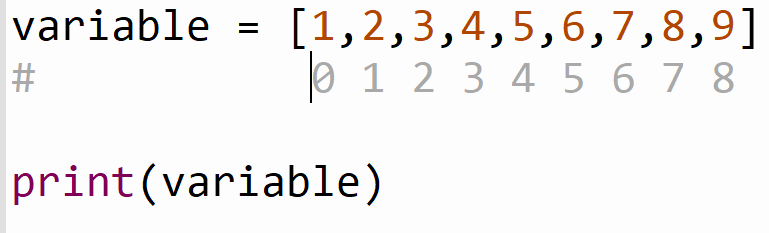 variable = [1,2,3,4,5,6,7,8,9]
#           0 1 2 3 4 5 6 7 8
print(variable)